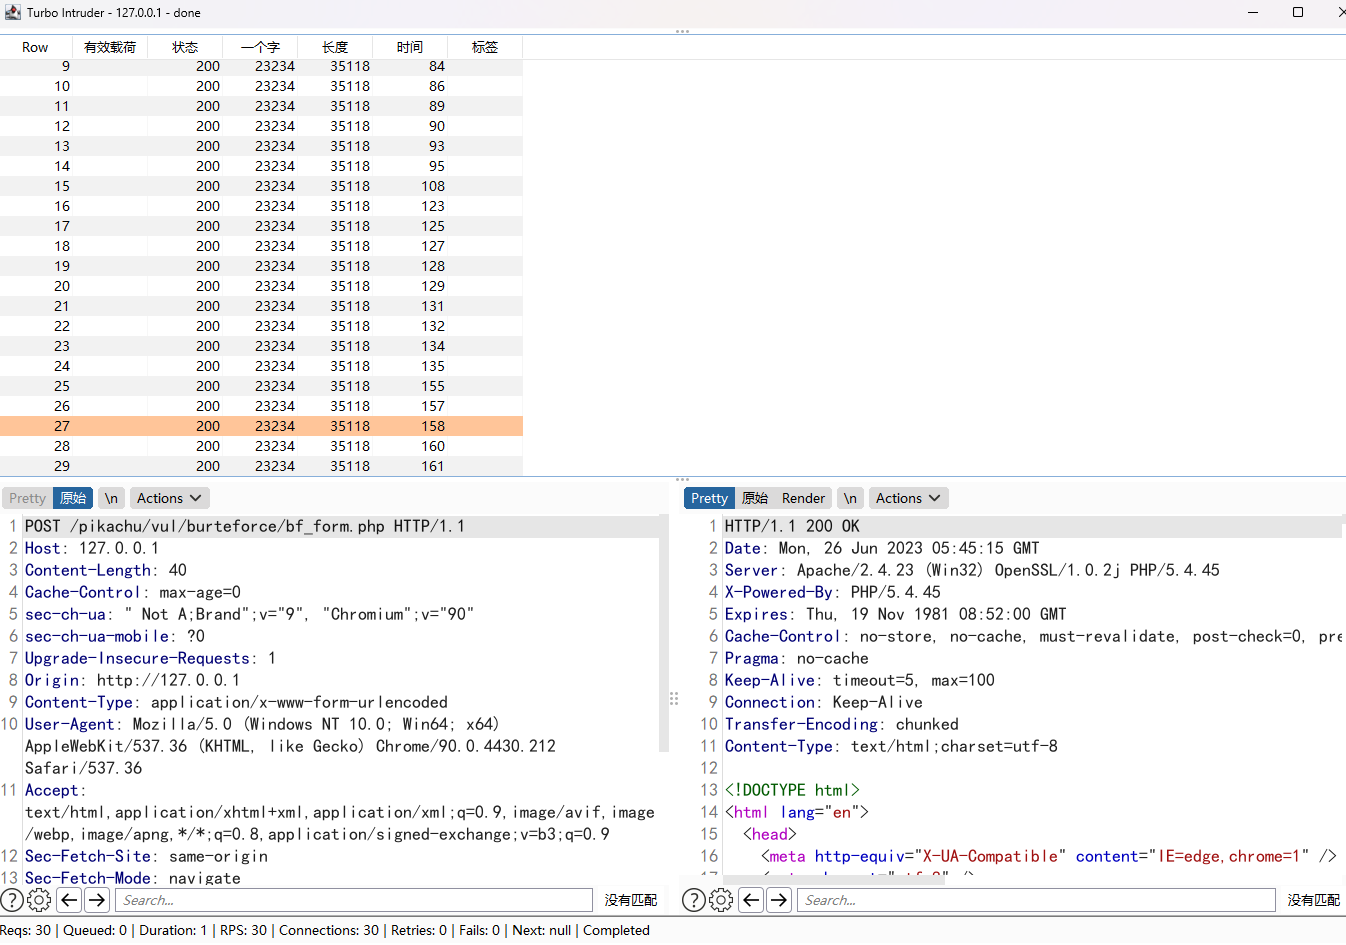 Turbo Intruder - 127.0.0.1 - done
Row 有效载荷 状态 一个字 长度 时间 标签
9 200 23234 35118 84
10 200 23234 35118 86
11 200 23234 35118 89
12 200 23234 35118 90
13 200 23234 35118 93
14 200 23234 35118 95
15 200 23234 35118 108
16 200 23234 35118 123
17 200 23234 35118 125
18 200 23234 35118 127
19 200 23234 35118 128
20 200 23234 35118 129
21 200 23234 35118 131
22 200 23234 35118 132
23 200 23234 35118 134
24 200 23234 35118 135
25 200 23234 35118 155
26 200 23234 35118 157
27 200 23234 35118 158
28 200 23234 35118 160
29 200 23234 35118 161
Pretty 原始 \n Actions
1 POST /pikachu/vul/burteforce/bf_form.php HTTP/1.1
2 Host: 127.0.0.1
3 Content-Length: 40
4 Cache-Control: max-age=0
5 sec-ch-ua: " Not A;Brand";v="9", "Chromium";v="90"
6 sec-ch-ua-mobile: ?0
7 Upgrade-Insecure-Requests: 1
8 Origin: http://127.0.0.1
9 Content-Type: application/x-www-form-urlencoded
10 User-Agent: Mozilla/5.0 (Windows NT 10.0; Win64; x64)
AppleWebKit/537.36 (KHTML, like Gecko) Chrome/90.0.4430.212
Safari/537.36
11 Accept:
text/html,application/xhtml+xml,application/xml;q=0.9,image/avif,image
/webp,image/apng,*/*;q=0.8,application/signed-exchange;v=b3;q=0.9
12 Sec-Fetch-Site: same-origin
13 Sec-Fetch-Mode: navigate
Search...
没有匹配
Pretty 原始 Render \n Actions
1 HTTP/1.1 200 OK
2 Date: Mon, 26 Jun 2023 05:45:15 GMT
3 Server: Apache/2.4.23 (Win32) OpenSSL/1.0.2j PHP/5.4.45
4 X-Powered-By: PHP/5.4.45
5 Expires: Thu, 19 Nov 1981 08:52:00 GMT
6 Cache-Control: no-store, no-cache, must-revalidate, post-check=0, pre
7 Pragma: no-cache
8 Keep-Alive: timeout=5, max=100
9 Connection: Keep-Alive
10 Transfer-Encoding: chunked
11 Content-Type: text/html;charset=utf-8
12
13 <!DOCTYPE html>
14 <html lang="en">
15 <head>
16 <meta http-equiv="X-UA-Compatible" content="IE=edge,chrome=1" />
Search...
没有匹配
Reqs: 30 | Queued: 0 | Duration: 1 | RPS: 30 | Connections: 30 | Retries: 0 | Fails: 0 | Next: null | Completed